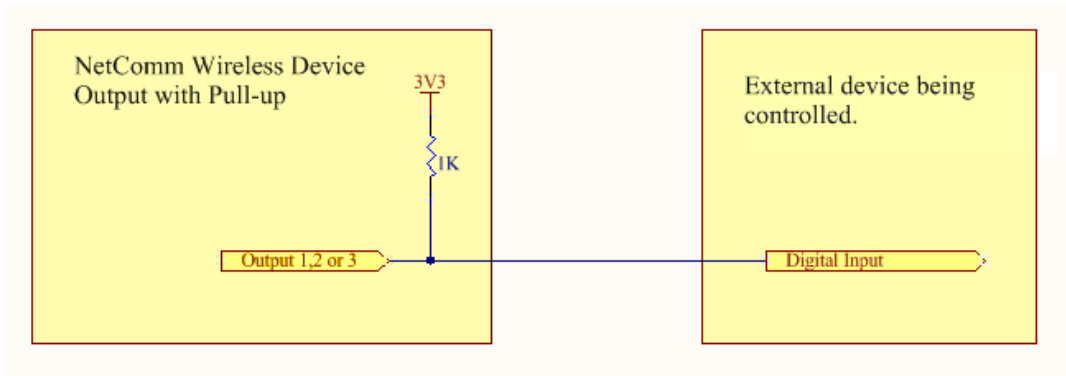 NetComm Wireless Device
Output with Pull-up
3V3
1K
Output 1,2 or 3
External device being
controlled.
Digital Input